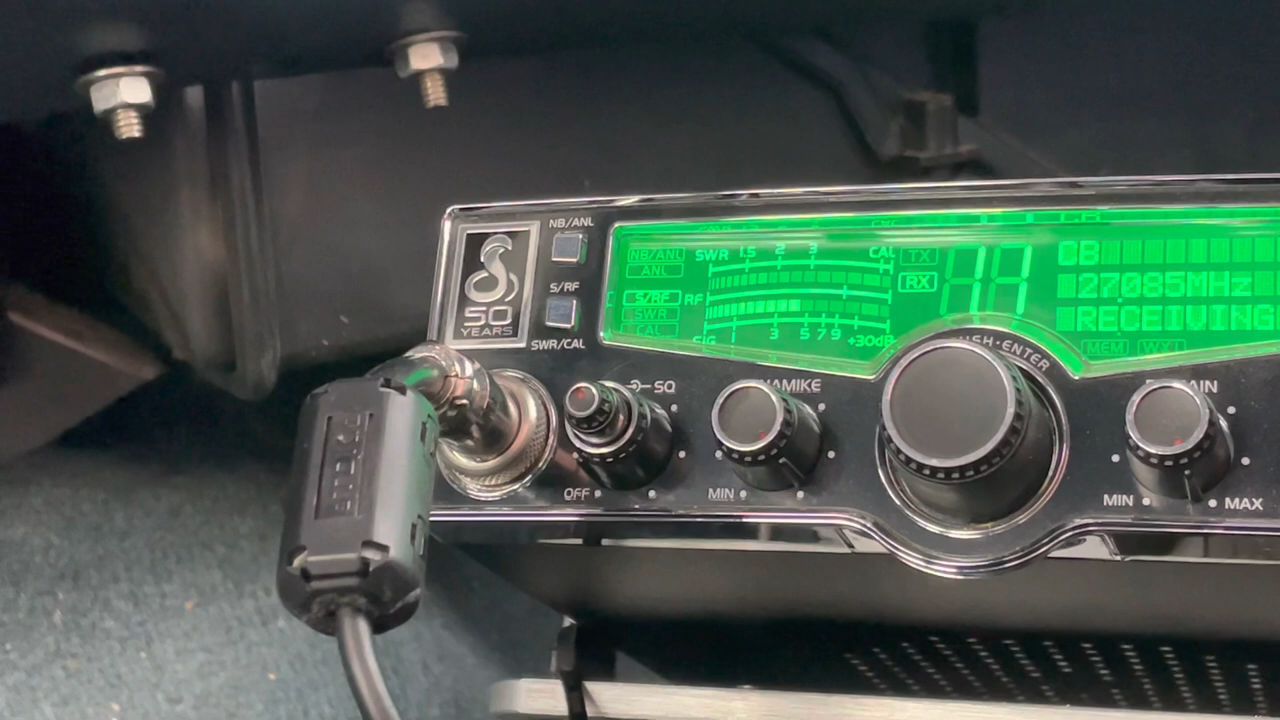 NB/ANL
S/RF
SWR/CAL
50
YEARS
NB/ANL
ANL
S/RF
SWR
CAL
SWR 1.5 2 3 CAL
RF
SIG 1 3 5 7 9 +30dB
TX
RX
CB
27.085MHz
RECEIVING
MEM WX
SQ
OFF
MIN
MIN
MAX